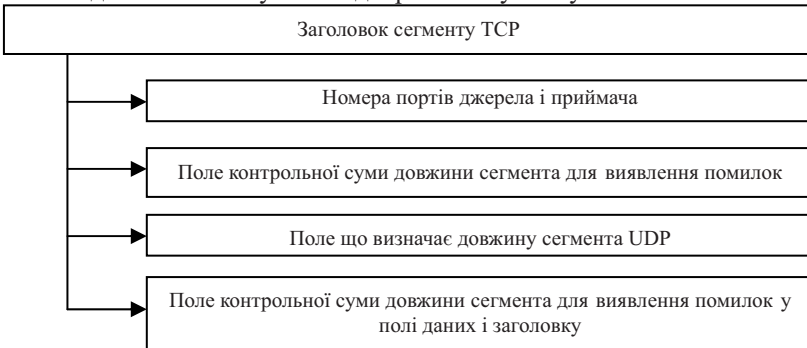 Заголовок сегменту TCP
Номера портів джерела і приймача
Поле контрольної суми довжини сегмента для виявлення помилок
Поле що визначає довжину сегмента UDP
Поле контрольної суми довжини сегмента для виявлення помилок у
полі даних і заголовку